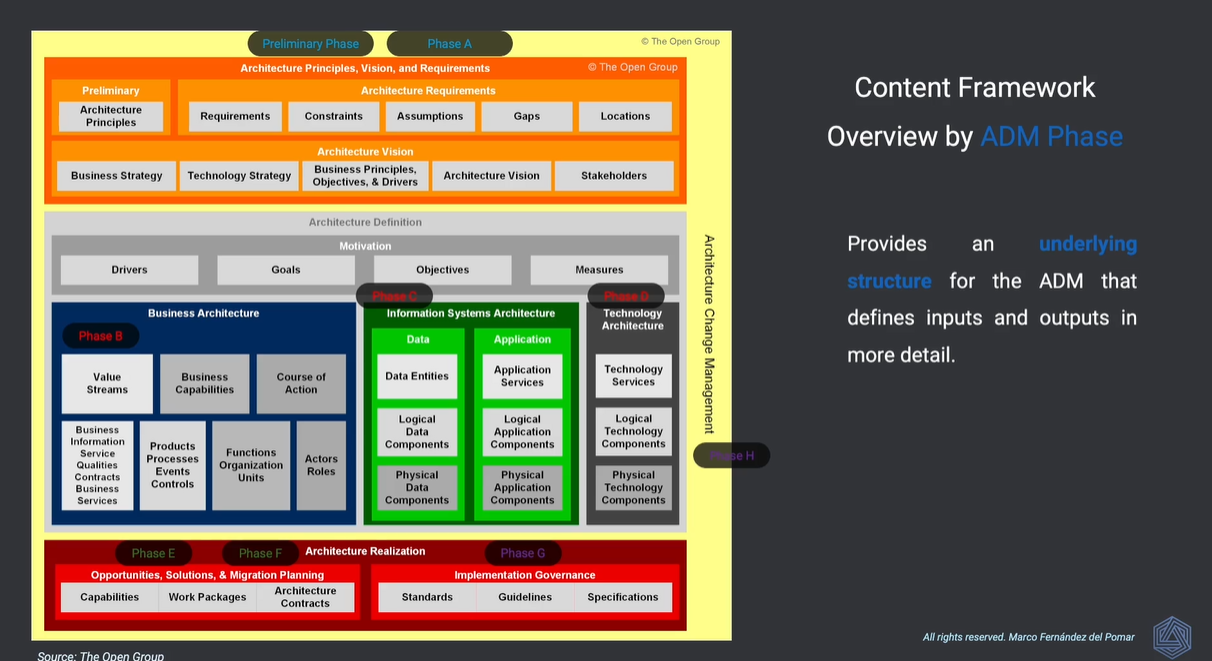 Preliminary Phase
Phase A
© The Open Group
Architecture Principles, Vision, and Requirements
© The Open Group
Preliminary
Architecture Requirements
Architecture
Principles
Requirements
Constraints
Assumptions
Gaps
Locations
Architecture Vision
Business Strategy
Technology Strategy
Business Principles,
Objectives, & Drivers
Architecture Vision
Stakeholders
Architecture Definition
Motivation
Drivers
Goals
Objectives
Measures
Phase C
Phase D
Business Architecture
Phase B
Value
Streams
Business
Capabilities
Course of
Action
Business
Information
Service
Qualities
Contracts
Business
Services
Products
Processes
Events
Controls
Functions
Organization
Units
Actors
Roles
Information Systems Architecture
Data
Data Entities
Logical
Data
Components
Physical
Data
Components
Application
Application
Services
Logical
Application
Components
Physical
Application
Components
Technology
Architecture
Technology
Services
Logical
Technology
Components
Physical
Technology
Components
Architecture Change Management
Phase H
Phase E
Phase F
Architecture Realization
Phase G
Opportunities, Solutions, & Migration Planning
Capabilities
Work Packages
Architecture
Contracts
Implementation Governance
Standards
Guidelines
Specifications
Source: The Open Group
Content Framework
Overview by ADM Phase
Provides an underlying
structure for the ADM that
defines inputs and outputs in
more detail.
All rights reserved. Marco Fernández del Pomar